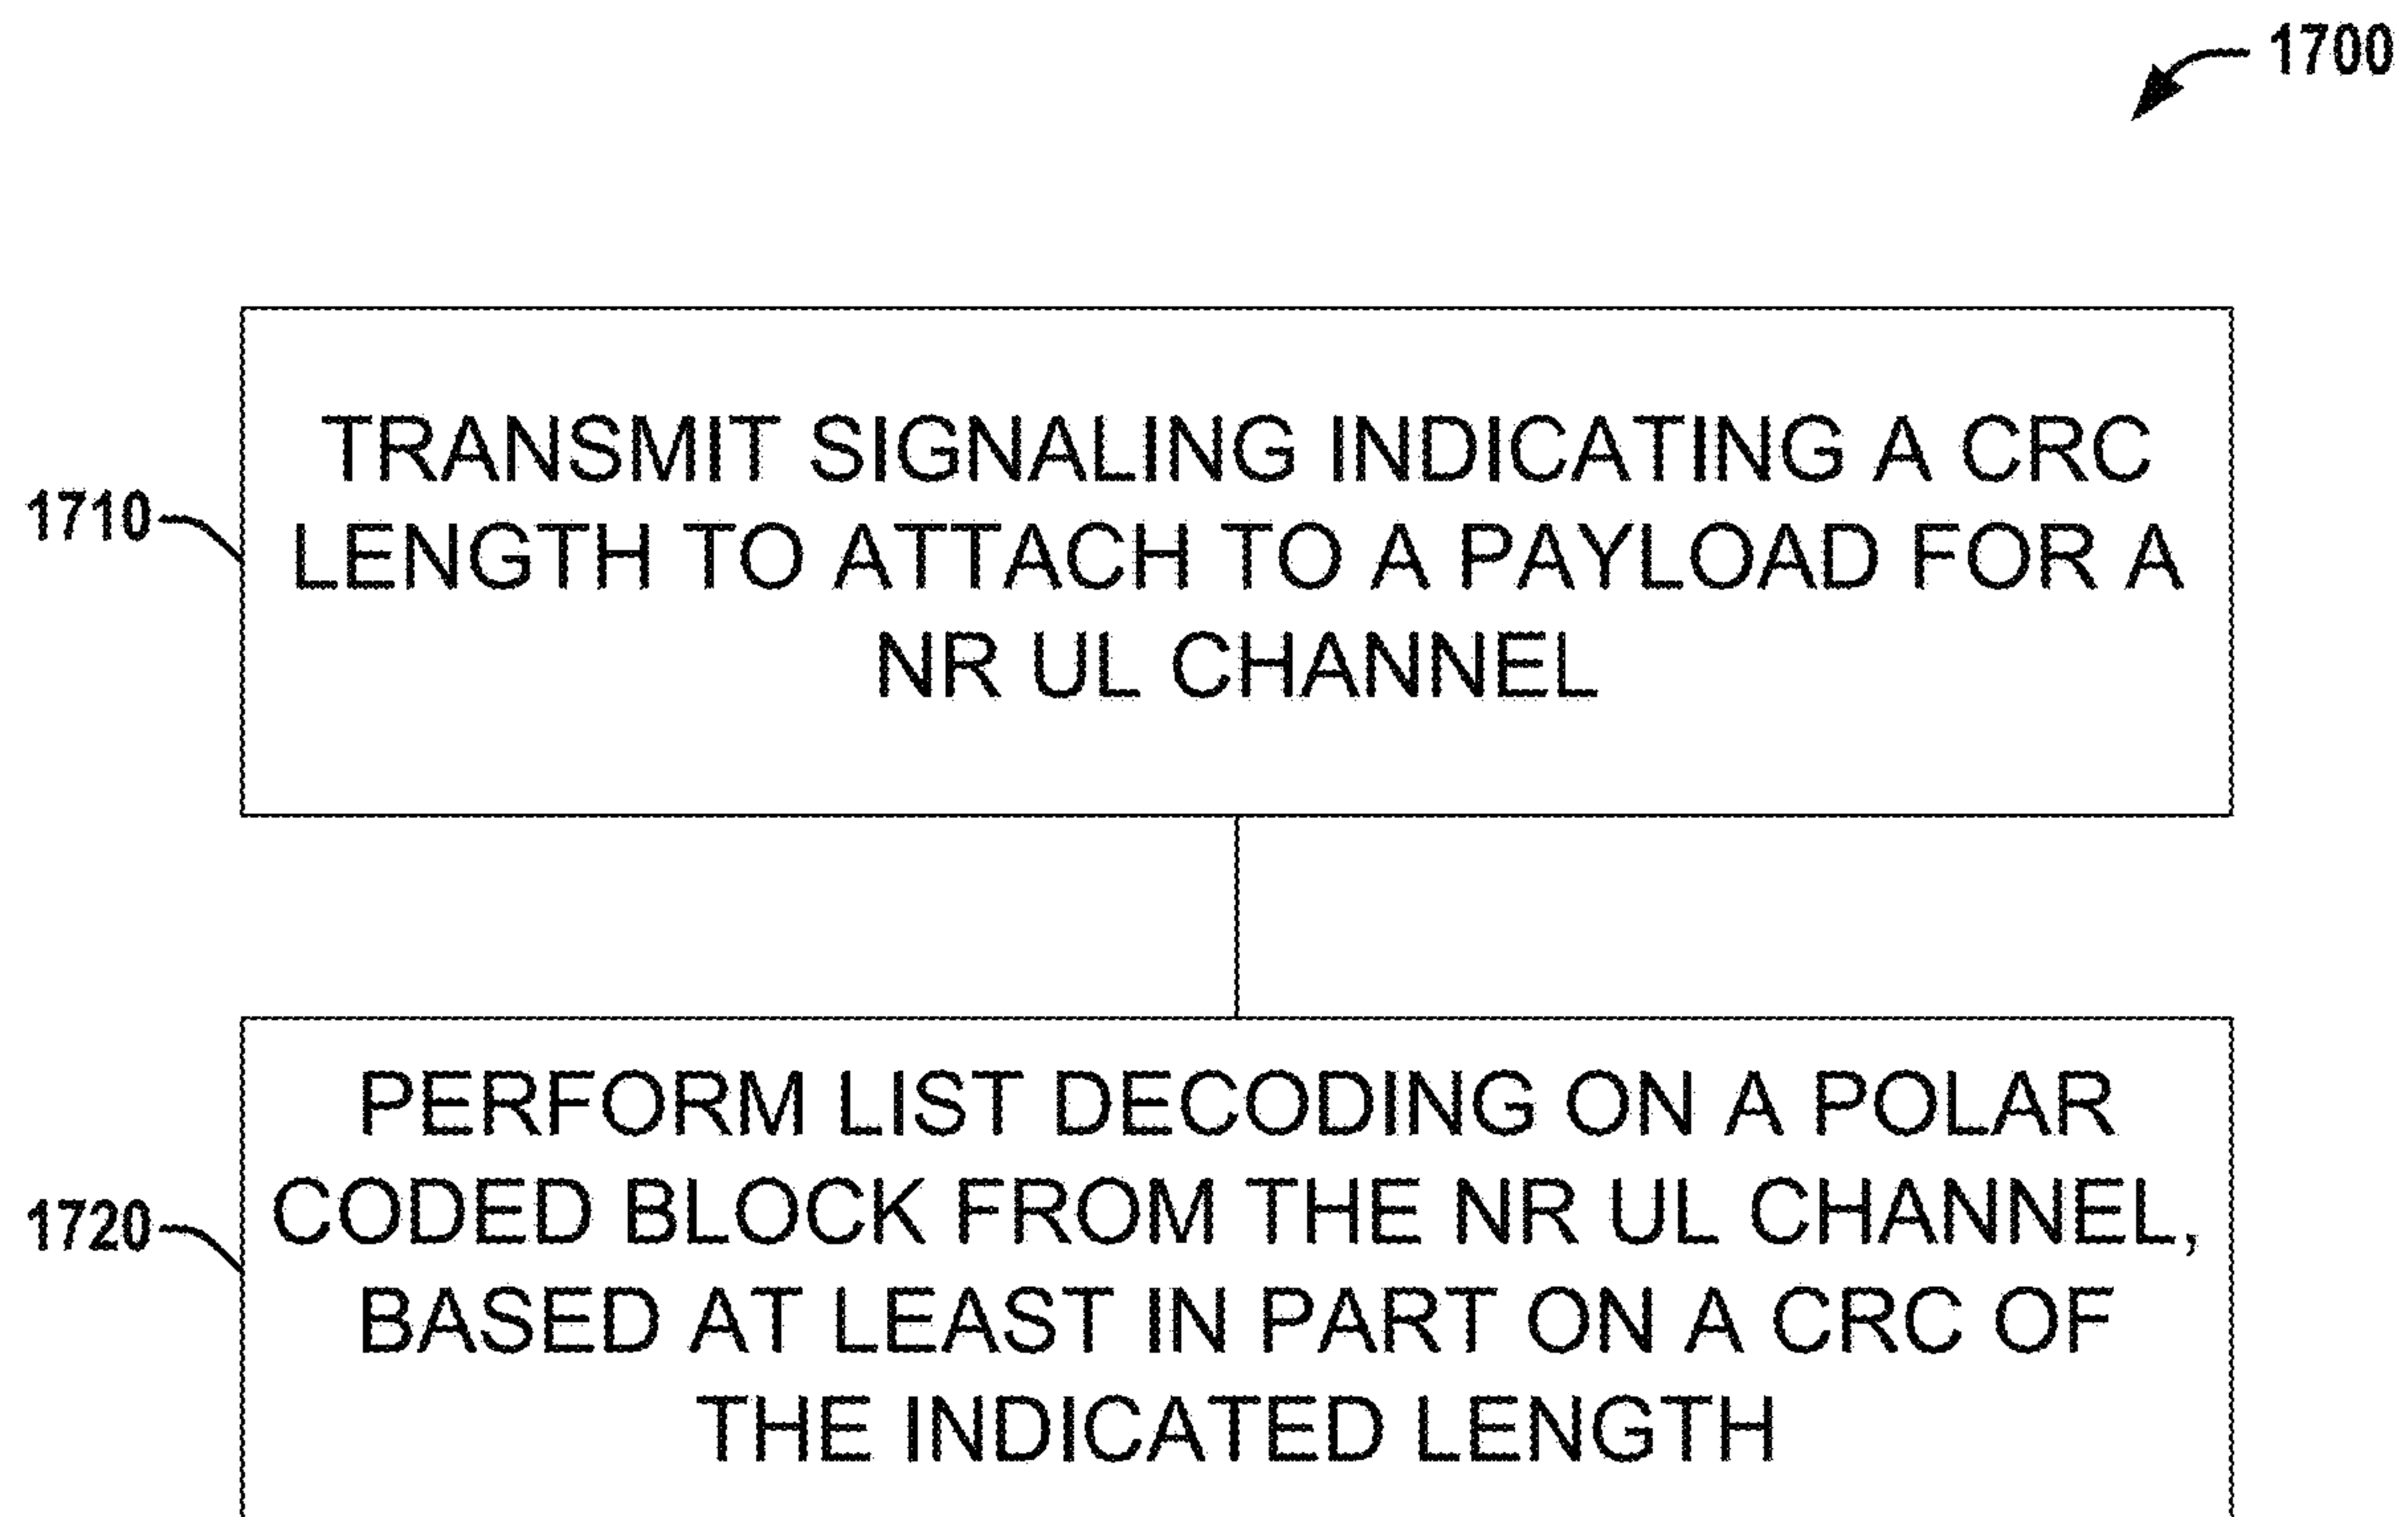 1700
1710
TRANSMIT SIGNALING INDICATING A CRC
LENGTH TO ATTACH TO A PAYLOAD FOR A
NR UL CHANNEL
1720
PERFORM LIST DECODING ON A POLAR
CODED BLOCK FROM THE NR UL CHANNEL,
BASED AT LEAST IN PART ON A CRC OF
THE INDICATED LENGTH